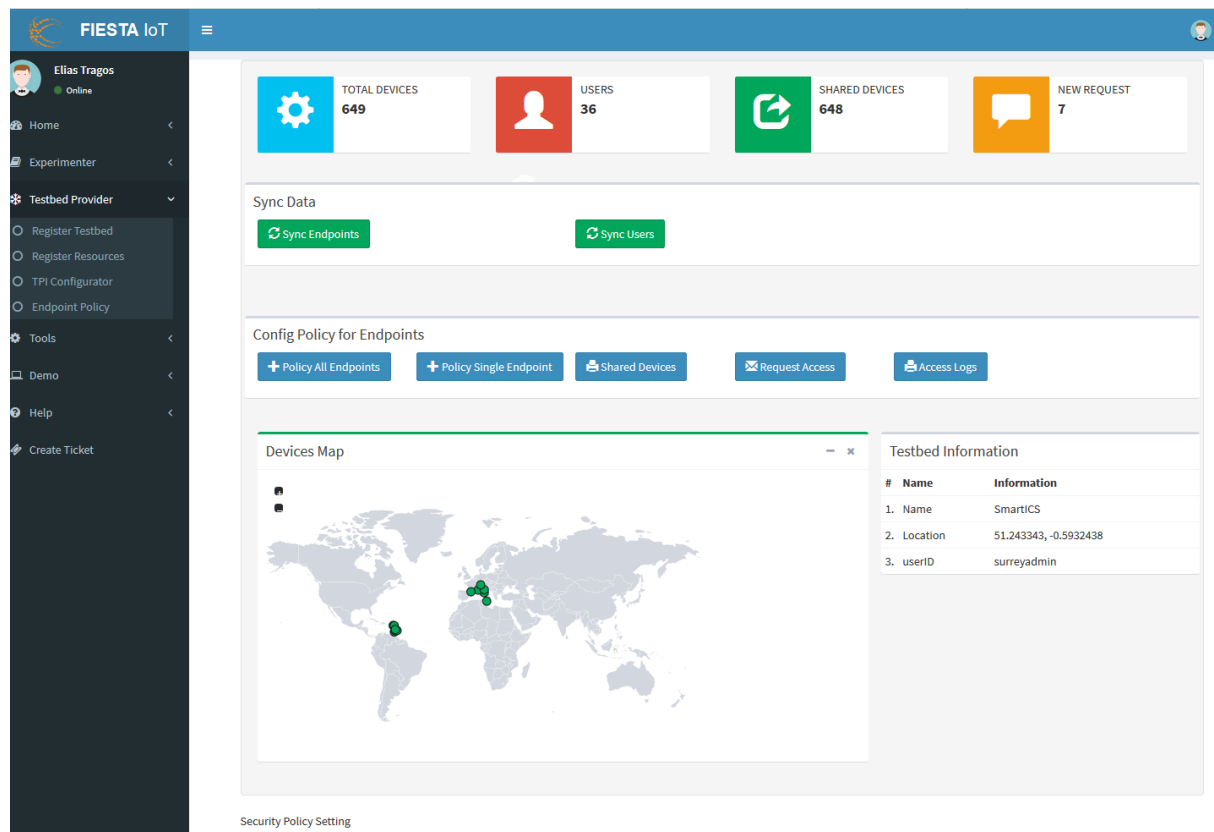 FIESTA IoT
Elias Tragos
Online
Home
Experimenter
Testbed Provider
Register Testbed
Register Resources
TPI Configurator
Endpoint Policy
Tools
Demo
Help
Create Ticket
TOTAL DEVICES
649
USERS
36
SHARED DEVICES
648
NEW REQUEST
7
Sync Data
Sync Endpoints
Sync Users
Config Policy for Endpoints
Policy All Endpoints
Policy Single Endpoint
Shared Devices
Request Access
Access Logs
Devices Map
Testbed Information
# Name Information
1. Name SmartICS
2. Location 51.243343, -0.5932438
3. userID surreyadmin
Security Policy Setting